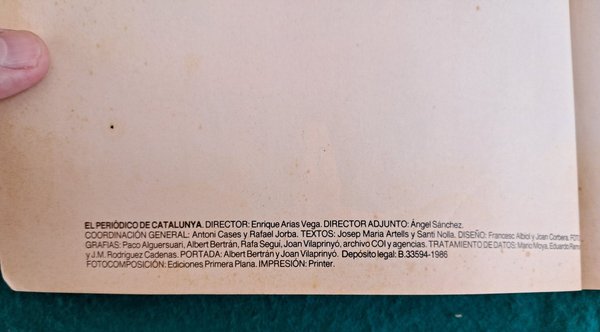 EL PERIÓDICO DE CATALUNYA. DIRECTOR: Enrique Arias Vega. DIRECTOR ADJUNTO: Ángel Sánchez.
COORDINACIÓN GENERAL: Antoni Cases y Rafael Jorba. TEXTOS: Josep Maria Artells y Santi Nolla. DISEÑO: Francesc Albiol y Joan Corbera. FOTO
GRAFIAS: Paco Alguersuari, Albert Bertrán, Rafa Seguí, Joan Vilaprinyó, archivo COI y agencias. TRATAMIENTO DE DATOS: Mario Moya, Eduardo
y J.M. Rodríguez Cadenas. PORTADA: Albert Bertrán y Joan Vilaprinyó. Depósito legal: B.33594-1986
FOTOCOMPOSICIÓN: Ediciones Primera Plana. IMPRESIÓN: Printer.